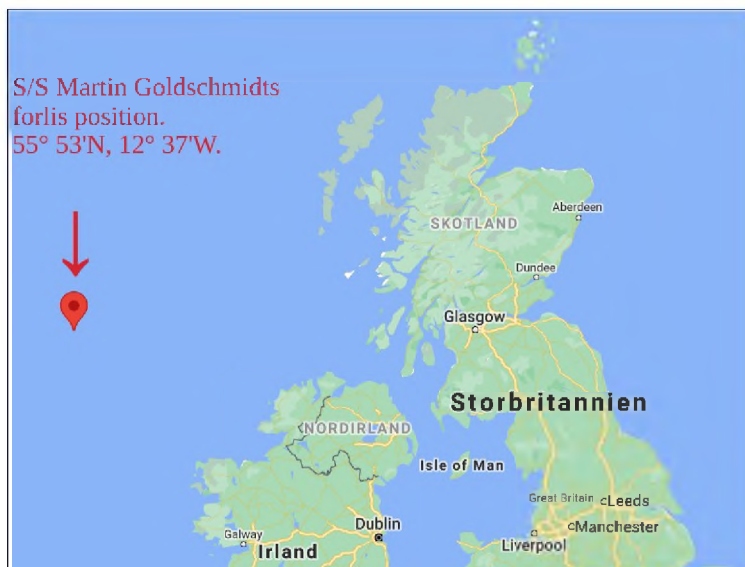 S/S Martin Goldschmidts
forlis position.
55° 53'N, 12° 37'W.
Aberdeen
SKOTLAND
Dundee
Glasgow
Storbritannien
NORDIRLAND
Isle of Man
Great Britain
Leeds
Dublin
Manchester
Galway
Liverpool
Irland